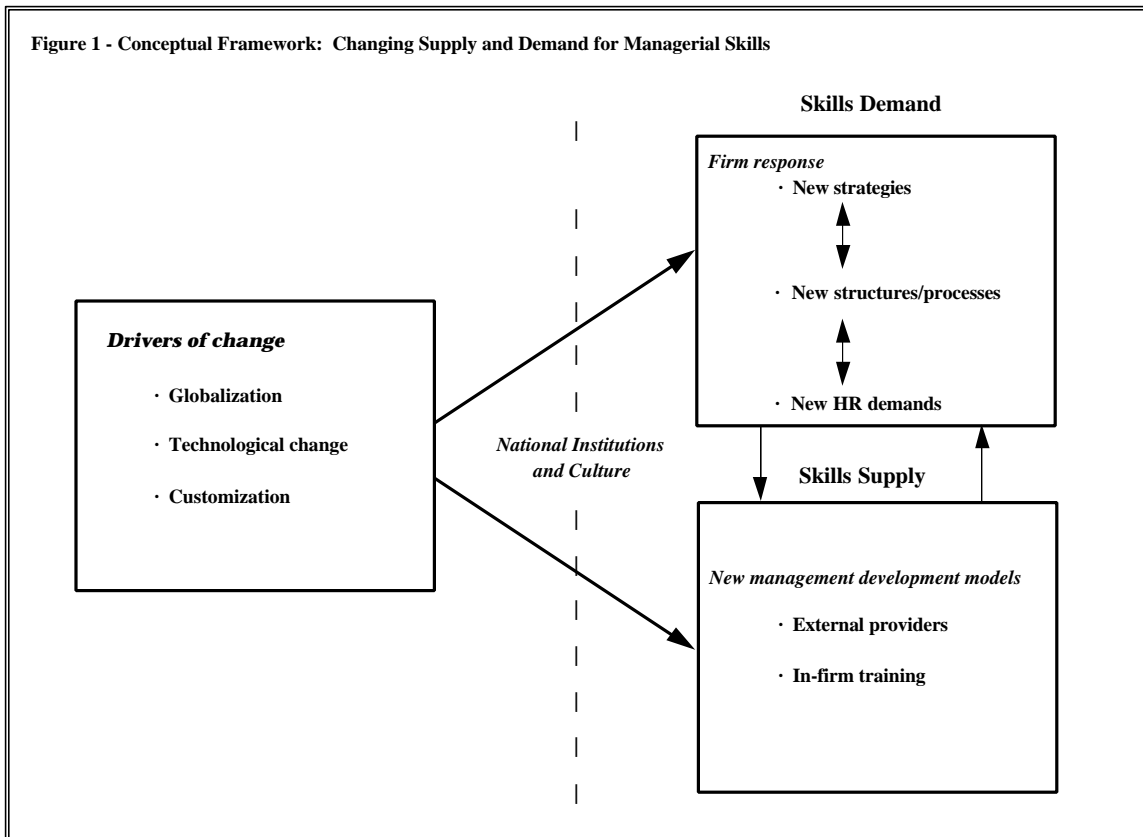 Figure 1 - Conceptual Framework:  Changing Supply and Demand for Managerial Skills
Skills Demand
Firm response
· New strategies
· New structures/processes
· New HR demands
Drivers of change
· Globalization
· Technological change
· Customization
National Institutions
and Culture
Skills Supply
New management development models
· External providers
· In-firm training